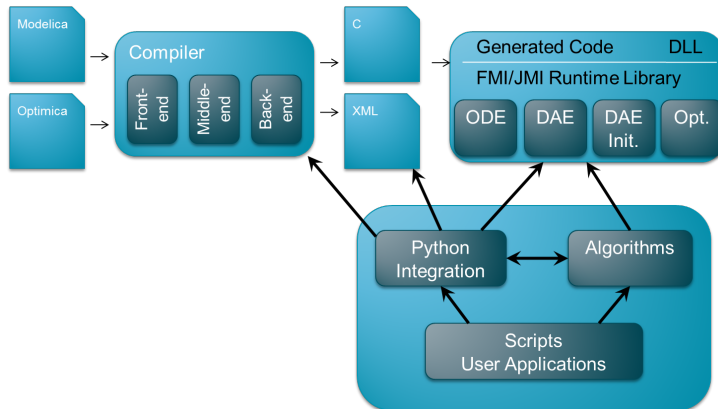 Modelica
Optimica
Compiler
Front-
end
Middle-
end
Back-
end
C
XML
Generated Code DLL
FMI/JMI Runtime Library
ODE
DAE
DAE
Init.
Opt.
Python
Integration
Algorithms
Scripts
User Applications